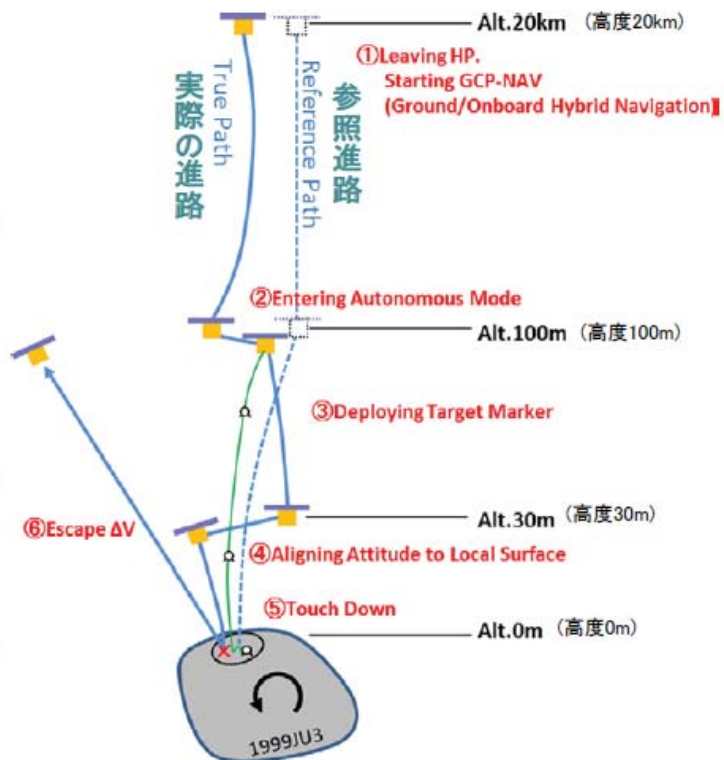 Alt.20km (高度20km)
①Leaving HP.
Starting GCP-NAV
(Ground/Onboard Hybrid Navigation)
実際の進路
True Path
Reference Path
参照進路
②Entering Autonomous Mode
Alt.100m (高度100m)
③Deploying Target Marker
Alt.30m (高度30m)
⑥Escape ΔV
④Aligning Attitude to Local Surface
⑤Touch Down
Alt.0m (高度0m)
1999JU3